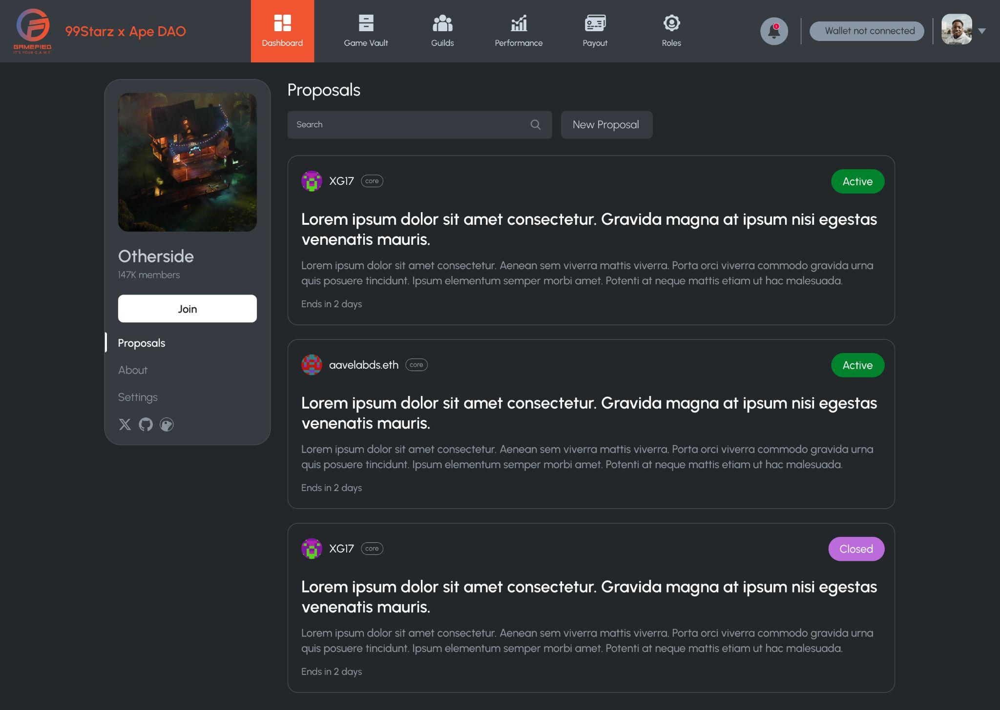 GAMEFIED
IT'S YOUR G.A.M.E.
99Starz x Ape DAO
Dashboard
Game Vault
Guilds
Performance
Payout
Roles
1
Wallet not connected
Otherside
147K members
Join
Proposals
About
Settings
Proposals
Search
New Proposal
XG17
core
Active
Lorem ipsum dolor sit amet consectetur. Gravida magna at ipsum nisi egestas
venenatis mauris.
Lorem ipsum dolor sit amet consectetur. Aenean sem viverra mattis viverra. Porta orci viverra commodo gravida urna
quis posuere tincidunt. Ipsum elementum semper morbi amet. Potenti at neque mattis etiam ut hac malesuada.
Ends in 2 days
aavelabds.eth
core
Active
Lorem ipsum dolor sit amet consectetur. Gravida magna at ipsum nisi egestas
venenatis mauris.
Lorem ipsum dolor sit amet consectetur. Aenean sem viverra mattis viverra. Porta orci viverra commodo gravida urna
quis posuere tincidunt. Ipsum elementum semper morbi amet. Potenti at neque mattis etiam ut hac malesuada.
Ends in 2 days
XG17
core
Closed
Lorem ipsum dolor sit amet consectetur. Gravida magna at ipsum nisi egestas
venenatis mauris.
Lorem ipsum dolor sit amet consectetur. Aenean sem viverra mattis viverra. Porta orci viverra commodo gravida urna
quis posuere tincidunt. Ipsum elementum semper morbi amet. Potenti at neque mattis etiam ut hac malesuada.
Ends in 2 days